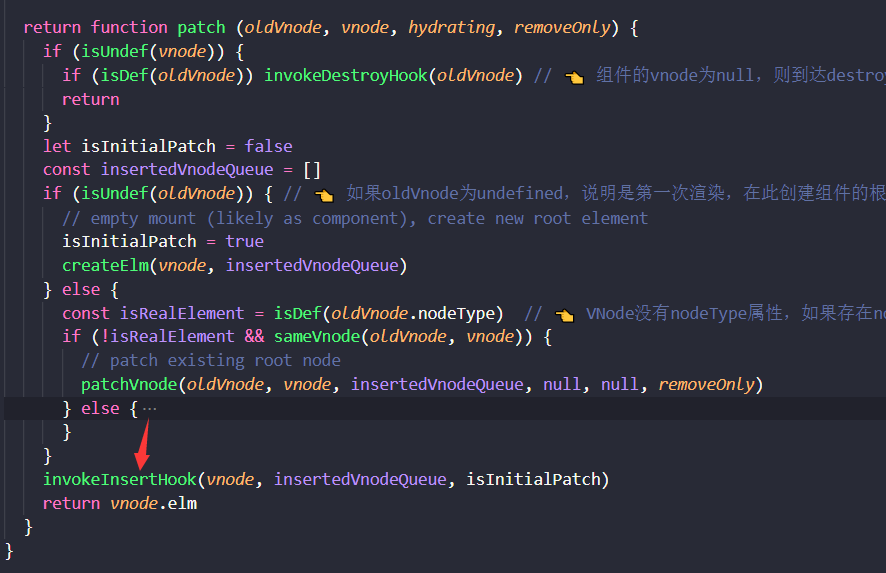 return function patch (oldVnode, vnode, hydrating, removeOnly) {
if (isUndef(vnode)) {
if (isDef(oldVnode)) invokeDestroyHook(oldVnode) // 👈 组件的vnode为null，则到达destroy
return
}
let isInitialPatch = false
const insertedVnodeQueue = []
if (isUndef(oldVnode)) { // 👈 如果oldVnode为undefined，说明是第一次渲染，在此创建组件的根
// empty mount (likely as component), create new root element
isInitialPatch = true
createElm(vnode, insertedVnodeQueue)
} else {
const isRealElement = isDef(oldVnode.nodeType) // 👈 VNode没有nodeType属性，如果存在no
if (!isRealElement && sameVnode(oldVnode, vnode)) {
// patch existing root node
patchVnode(oldVnode, vnode, insertedVnodeQueue, null, null, removeOnly)
} else { ···
}
}
invokeInsertHook(vnode, insertedVnodeQueue, isInitialPatch)
return vnode.elm
}
}